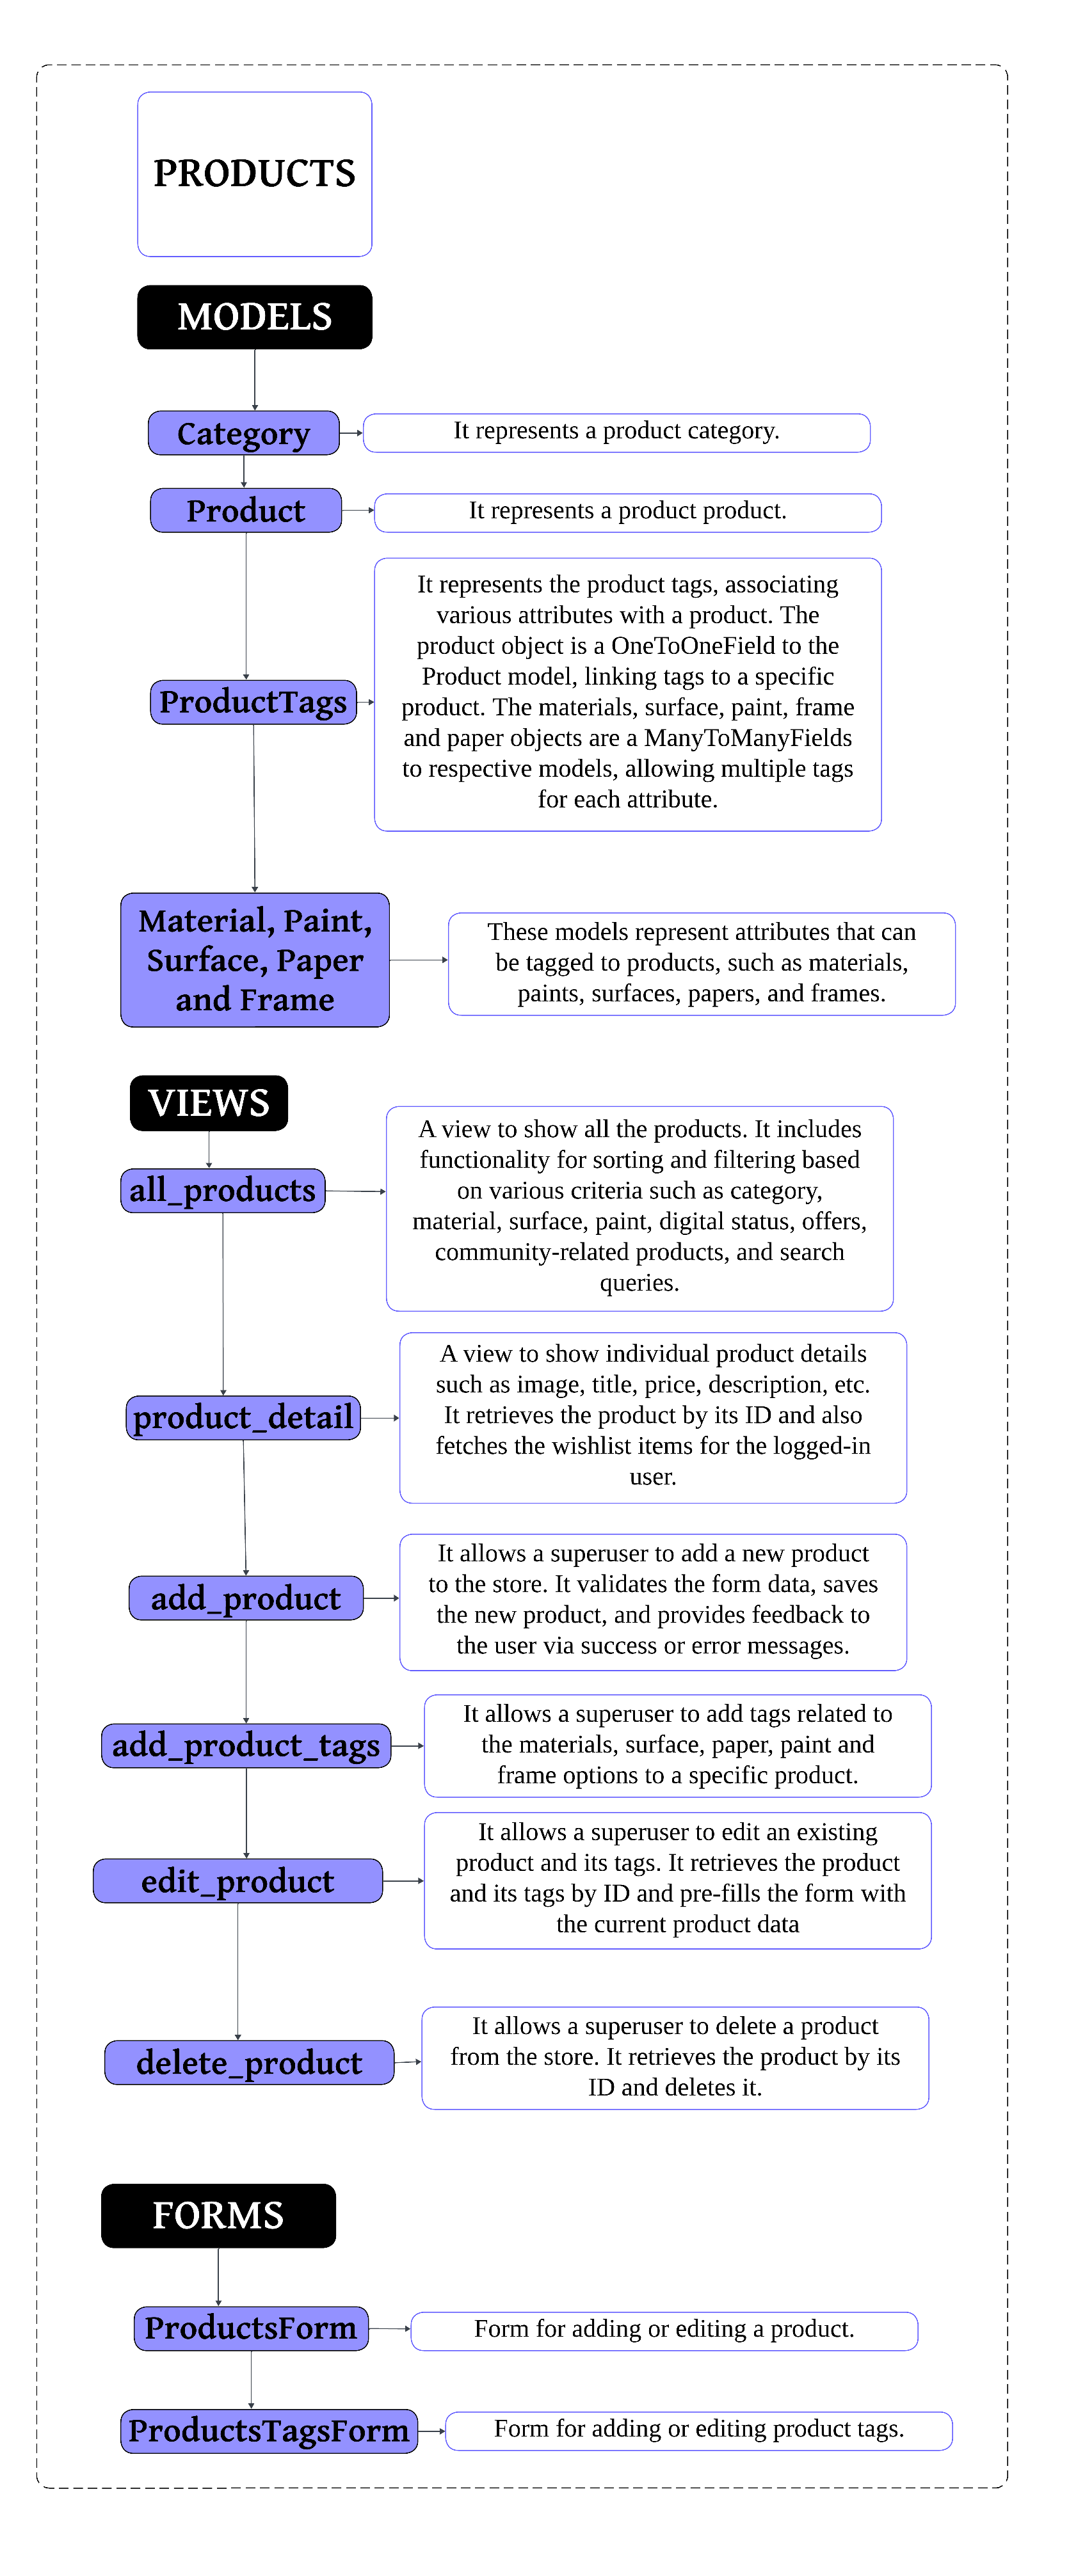 PRODUCTS
MODELS
Category
It represents a product category.
Product
It represents a product product.
ProductTags
It represents the product tags, associating
various attributes with a product. The
product object is a OneToOneField to the
Product model, linking tags to a specific
product. The materials, surface, paint, frame
and paper objects are a ManyToManyFields
to respective models, allowing multiple tags
for each attribute.
Material, Paint,
Surface, Paper
and Frame
These models represent attributes that can
be tagged to products, such as materials,
paints, surfaces, papers, and frames.
VIEWS
all_products
A view to show all the products. It includes
functionality for sorting and filtering based
on various criteria such as category,
material, surface, paint, digital status, offers,
community-related products, and search
queries.
product_detail
A view to show individual product details
such as image, title, price, description, etc.
It retrieves the product by its ID and also
fetches the wishlist items for the logged-in
user.
add_product
It allows a superuser to add a new product
to the store. It validates the form data, saves
the new product, and provides feedback to
the user via success or error messages.
add_product_tags
It allows a superuser to add tags related to
the materials, surface, paper, paint and
frame options to a specific product.
edit_product
It allows a superuser to edit an existing
product and its tags. It retrieves the product
and its tags by ID and pre-fills the form with
the current product data
delete_product
It allows a superuser to delete a product
from the store. It retrieves the product by its
ID and deletes it.
FORMS
ProductsForm
Form for adding or editing a product.
ProductsTagsForm
Form for adding or editing product tags.